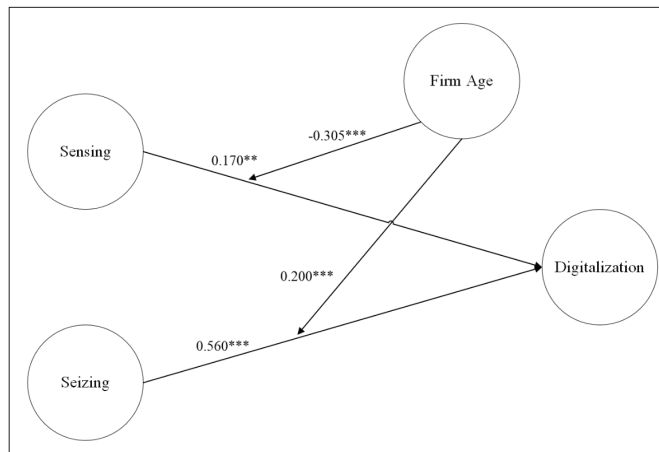 Firm Age
-0.305***
Sensing
0.170**
Digitalization
0.200***
0.560***
Seizing